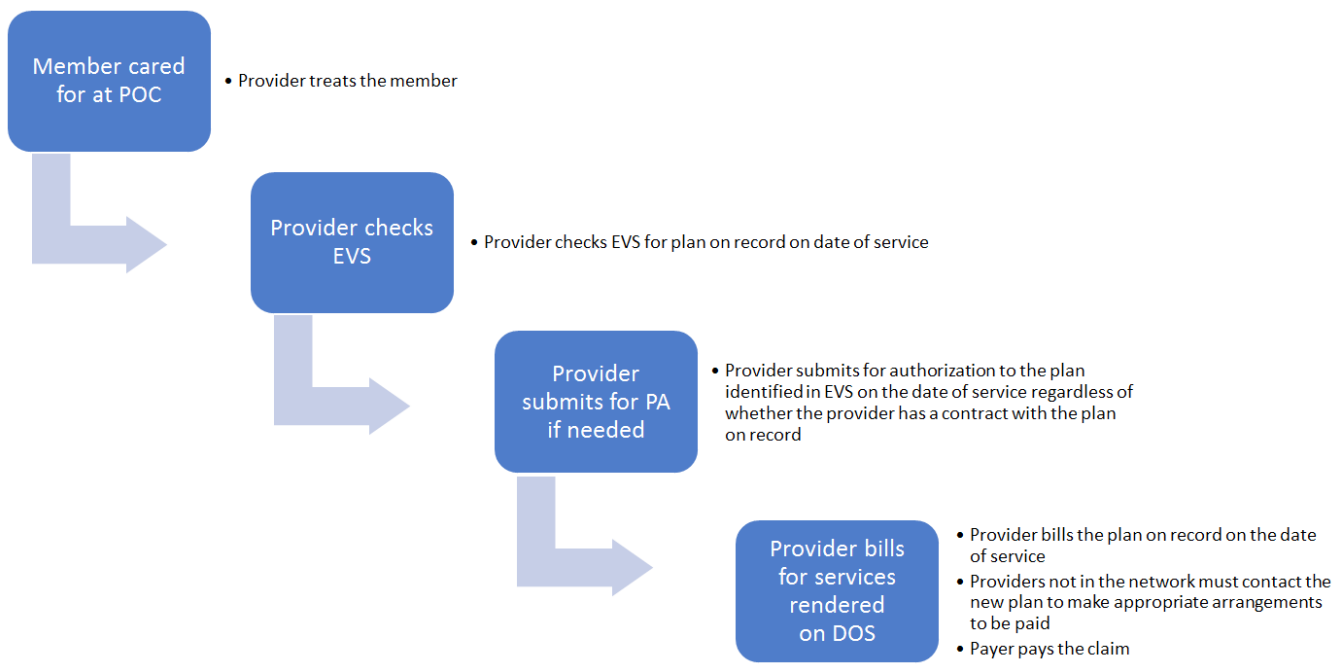 Member cared
for at POC
• Provider treats the member
Provider checks
EVS
• Provider checks EVS for plan on record on date of service
Provider
submits for PA
if needed
• Provider submits for authorization to the plan
identified in EVS on the date of service regardless of
whether the provider has a contract with the plan
on record
Provider bills
for services
rendered
on DOS
• Provider bills the plan on record on the date
of service
• Providers not in the network must contact the
new plan to make appropriate arrangements
to be paid
• Payer pays the claim